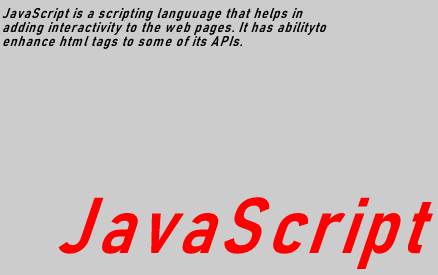 JavaScript is a scripting languuage that helps in
adding interactivity to the web pages. It has abilityto
enhance html tags to some of its APIs.
JavaScript